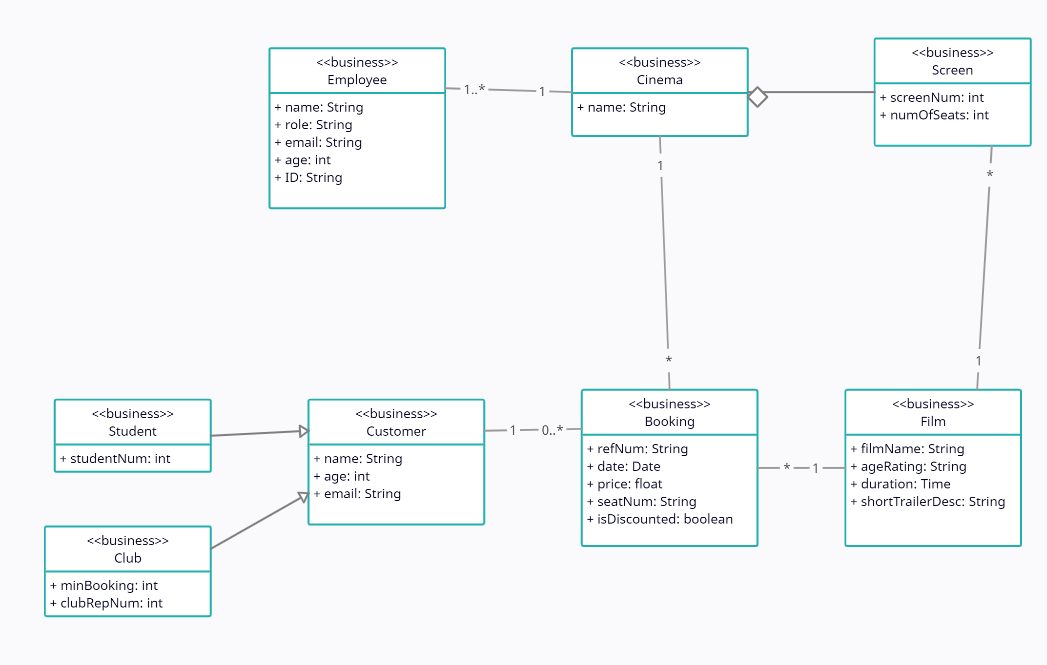 <<business>>
Employee
+ name: String
+ role: String
+ email: String
+ age: int
+ ID: String
1..*
1
<<business>>
Cinema
+ name: String
<<business>>
Screen
+ screenNum: int
+ numOfSeats: int
1
*
*
1
<<business>>
Student
+ studentNum: int
<<business>>
Club
+ minBooking: int
+ clubRepNum: int
<<business>>
Customer
+ name: String
+ age: int
+ email: String
1
0..*
<<business>>
Booking
+ refNum: String
+ date: Date
+ price: float
+ seatNum: String
+ isDiscounted: boolean
*
1
<<business>>
Film
+ filmName: String
+ ageRating: String
+ duration: Time
+ shortTrailerDesc: String